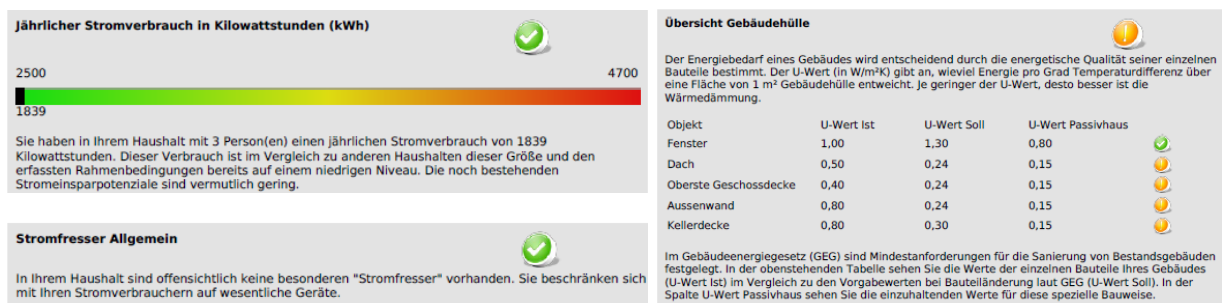 Jährlicher Stromverbrauch in Kilowattstunden (kWh)
2500 4700
1839
Sie haben in Ihrem Haushalt mit 3 Person(en) einen jährlichen Stromverbrauch von 1839
Kilowattstunden. Dieser Verbrauch ist im Vergleich zu anderen Haushalten dieser Größe und den
erfassten Rahmenbedingungen bereits auf einem niedrigen Niveau. Die noch bestehenden
Stromeinsparpotenziale sind vermutlich gering.
Stromfresser Allgemein
In Ihrem Haushalt sind offensichtlich keine besonderen "Stromfresser" vorhanden. Sie beschränken sich
mit Ihren Stromverbrauchern auf wesentliche Geräte.
Übersicht Gebäudehülle
Der Energiebedarf eines Gebäudes wird entscheidend durch die energetische Qualität seiner einzelnen
Bauteile bestimmt. Der U-Wert (in W/m²K) gibt an, wieviel Energie pro Grad Temperaturdifferenz über
eine Fläche von 1 m² Gebäudehülle entweicht. Je geringer der U-Wert, desto besser ist die
Wärmedämmung.
Objekt U-Wert Ist U-Wert Soll U-Wert Passivhaus
Fenster 1,00 1,30 0,80
Dach 0,50 0,24 0,15
Oberste Geschossdecke 0,40 0,24 0,15
Aussenwand 0,80 0,24 0,15
Kellerdecke 0,80 0,30 0,15
Im Gebäudeenergiegesetz (GEG) sind Mindestanforderungen für die Sanierung von Bestandsgebäuden
festgelegt. In der obenstehenden Tabelle sehen Sie die Werte der einzelnen Bauteile Ihres Gebäudes
(U-Wert Ist) im Vergleich zu den Vorgabewerten bei Bauteiländerung laut GEG (U-Wert Soll). In der
Spalte U-Wert Passivhaus sehen Sie die einzuhaltenden Werte für diese spezielle Bauweise.